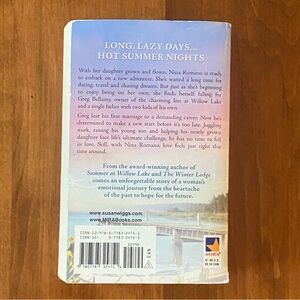 LONG, LAZY DAYS...
HOT SUMMER NIGHTS
With her daughter grown and flown, Nina Romano is ready
to embark on a new adventure. She's waited a long time for
dating, travel and chasing dreams. But just as she's beginning
to enjoy being on her own, she finds herself falling for
Greg Bellamy, owner of the charming Inn at Willow Lake
and a single father with two kids of his own.
Greg lost his first marriage to a demanding career. Now he's
determined to make a new start before it's too late. Juggling
work, raising his young son and helping his nearly grown
daughter face life's ultimate challenge, he has no time to fall
in love. Still, with Nina Romano, love feels just right this
time around.
From the award-winning author of
Summer at Willow Lake and The Winter Lodge
comes an unforgettable story of a woman's
emotional journey from the heartache
of the past to hope for the future.
www.susanwiggs.com
www.MIRABooks.com
MIRA